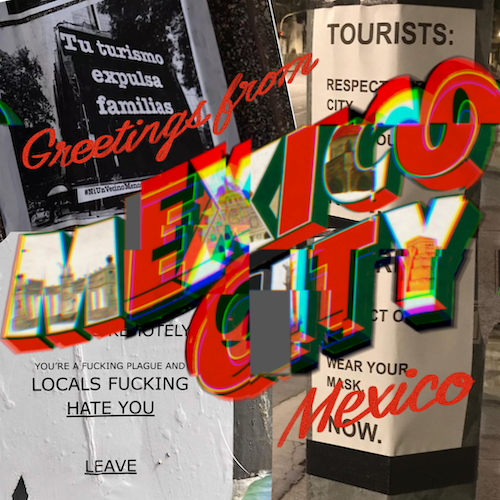 Tu turismo
expulsa
familias
Greetings from
MEXICO
CITY
Mexico
TOURISTS:
RESPECT
CITY
WEAR YOUR
MASK
NOW.
YOU'RE A FUCKING PLAGUE AND
LOCALS FUCKING
HATE YOU
LEAVE